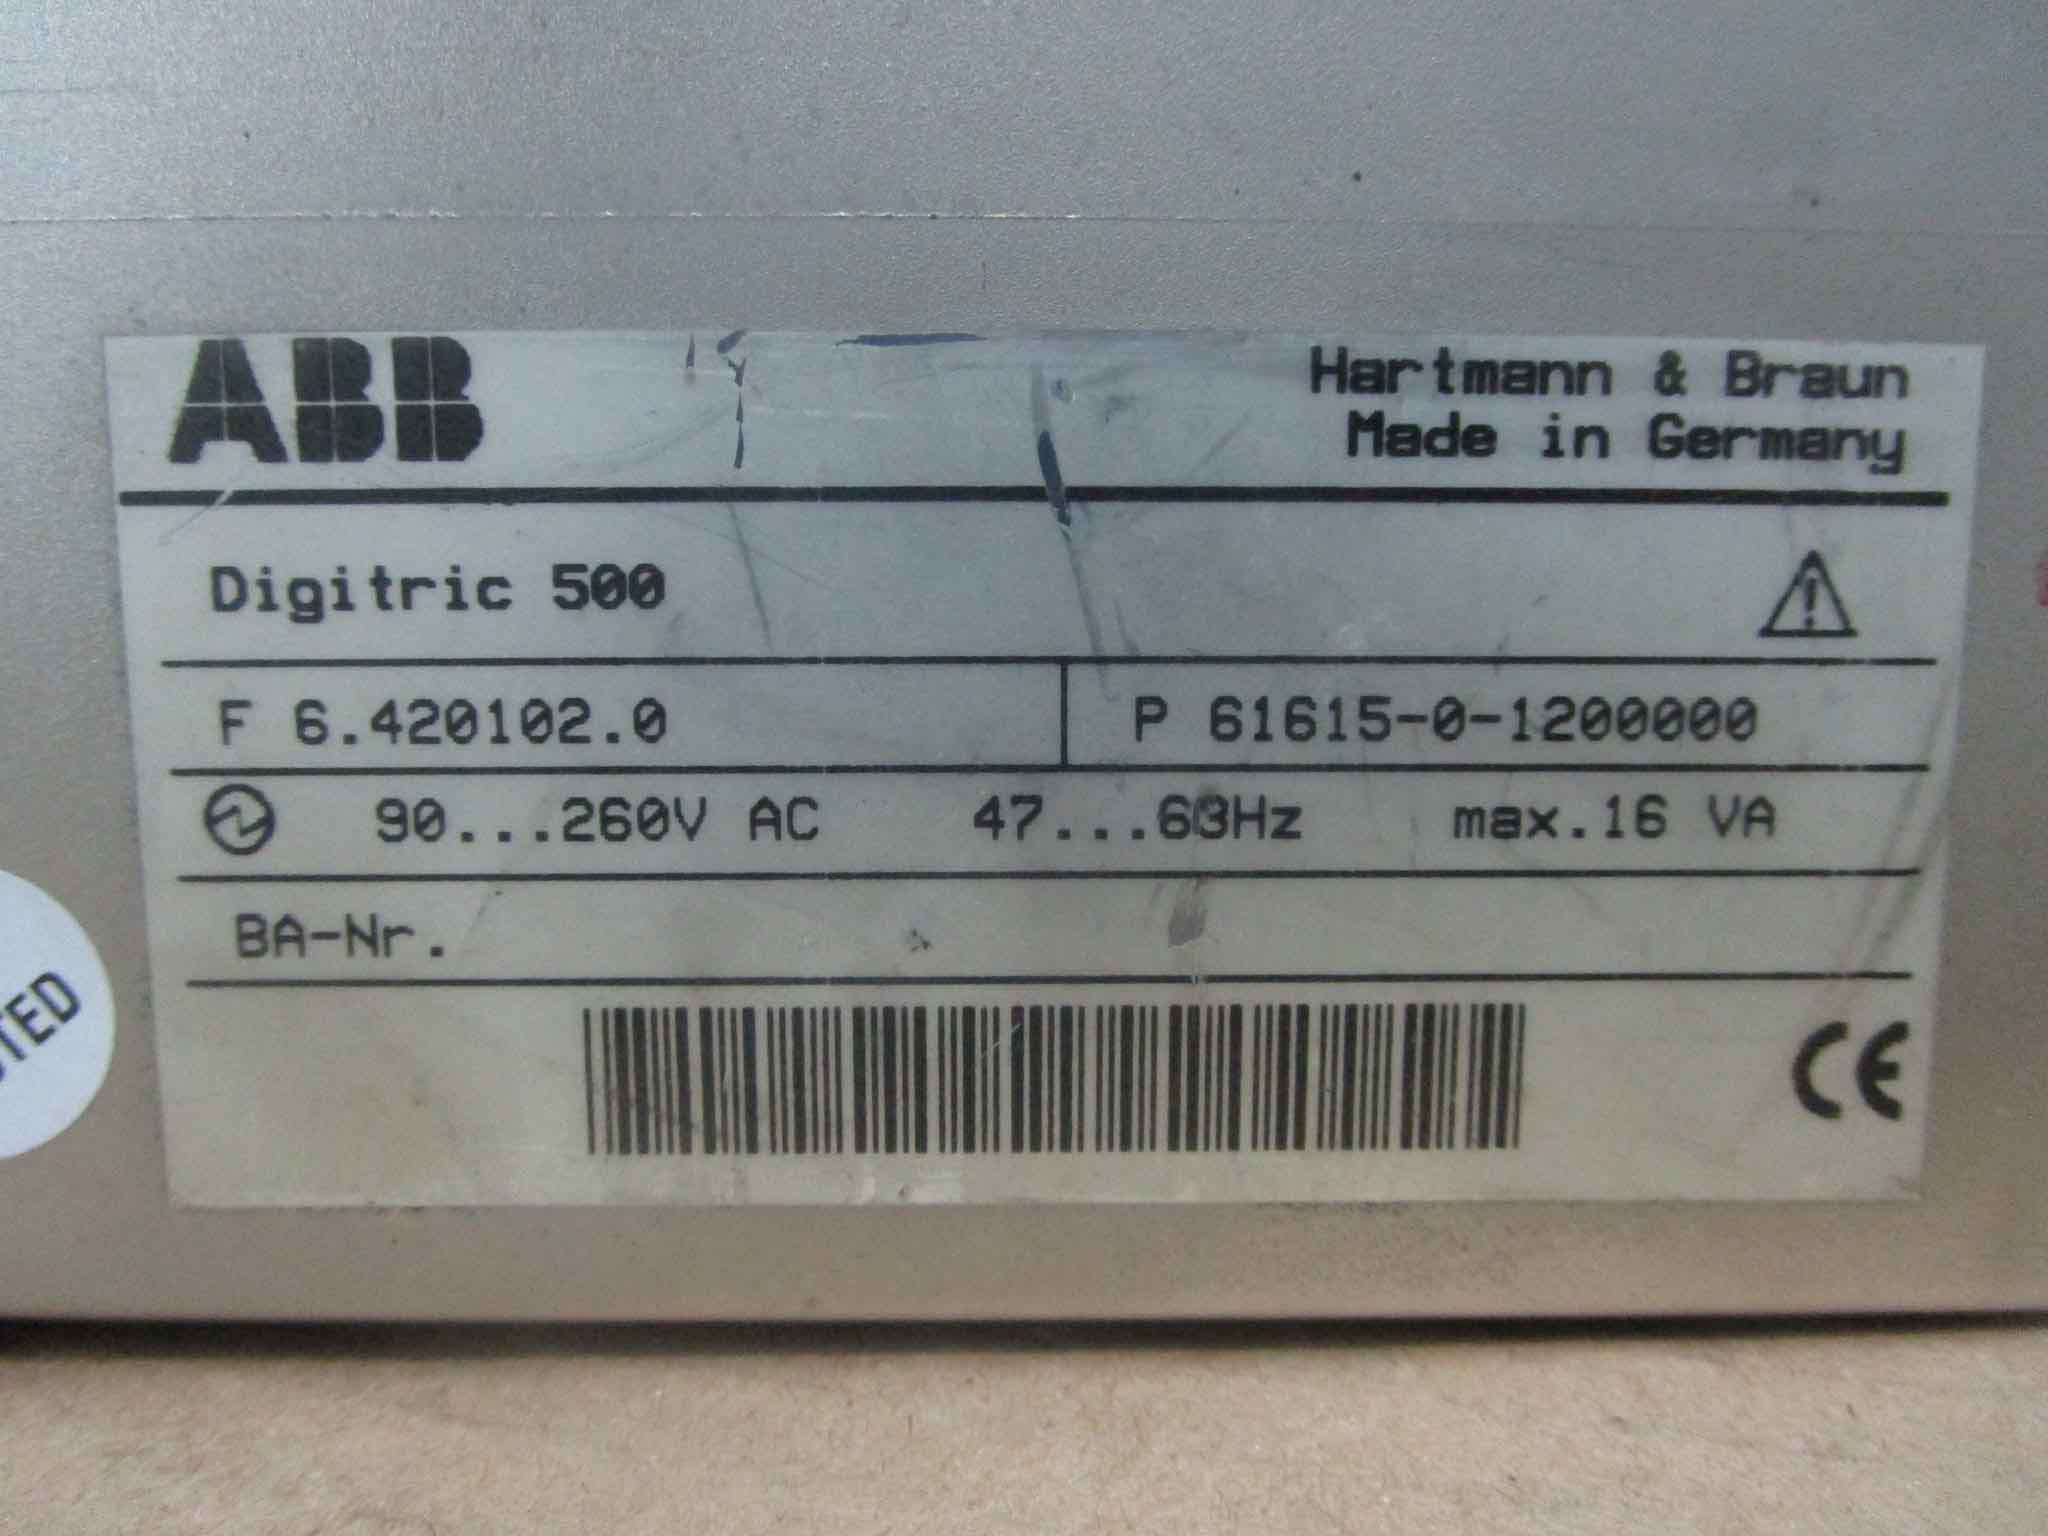 ABB
Hartmann & Braun
Made in Germany
Digitric 500
F 6.420102.0
P 61615-0-1200000
90...260V AC 47...63Hz max.16 VA
BA-Nr.
CE